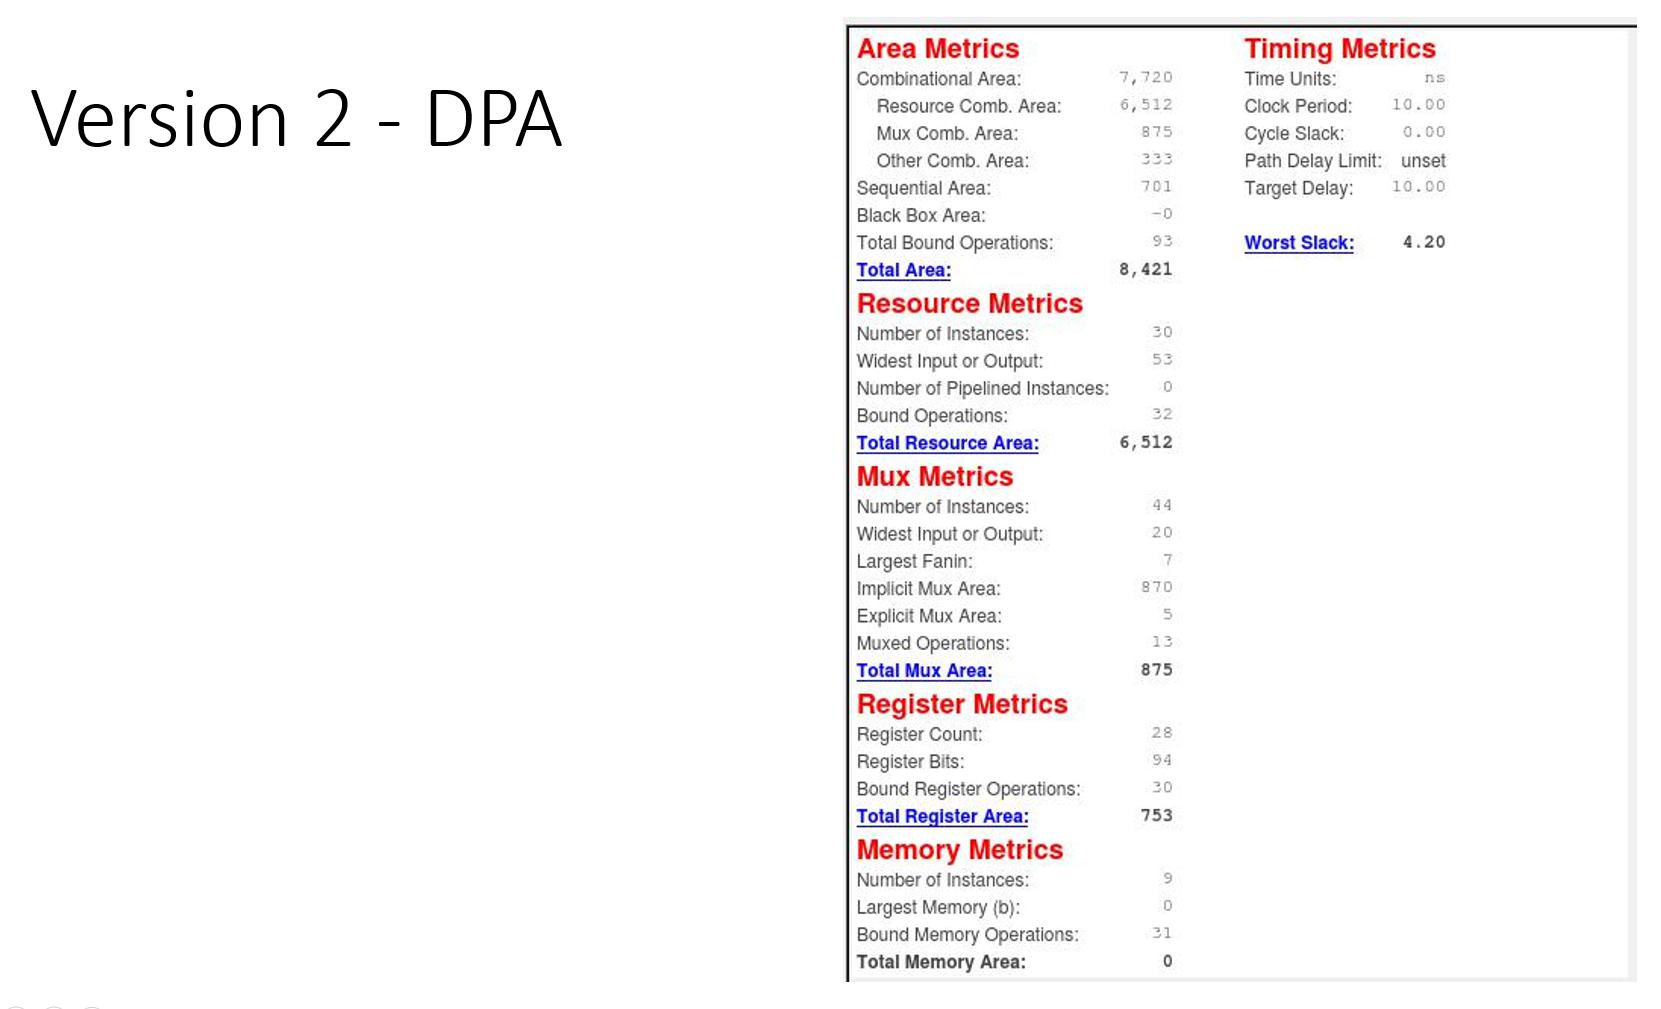 Version 2 - DPA
Area Metrics
Combinational Area: 7,720
Resource Comb. Area: 6,512
Mux Comb. Area: 875
Other Comb. Area: 333
Sequential Area: 701
Black Box Area: -0
Total Bound Operations: 93
Total Area: 8,421
Resource Metrics
Number of Instances: 30
Widest Input or Output: 53
Number of Pipelined Instances: 0
Bound Operations: 32
Total Resource Area: 6,512
Mux Metrics
Number of Instances: 44
Widest Input or Output: 20
Largest Fanin: 7
Implicit Mux Area: 870
Explicit Mux Area: 5
Muxed Operations: 13
Total Mux Area: 875
Register Metrics
Register Count: 28
Register Bits: 94
Bound Register Operations: 30
Total Register Area: 753
Memory Metrics
Number of Instances: 9
Largest Memory (b): 0
Bound Memory Operations: 31
Total Memory Area: 0
Timing Metrics
Time Units: ns
Clock Period: 10.00
Cycle Slack: 0.00
Path Delay Limit: unset
Target Delay: 10.00
Worst Slack: 4.20